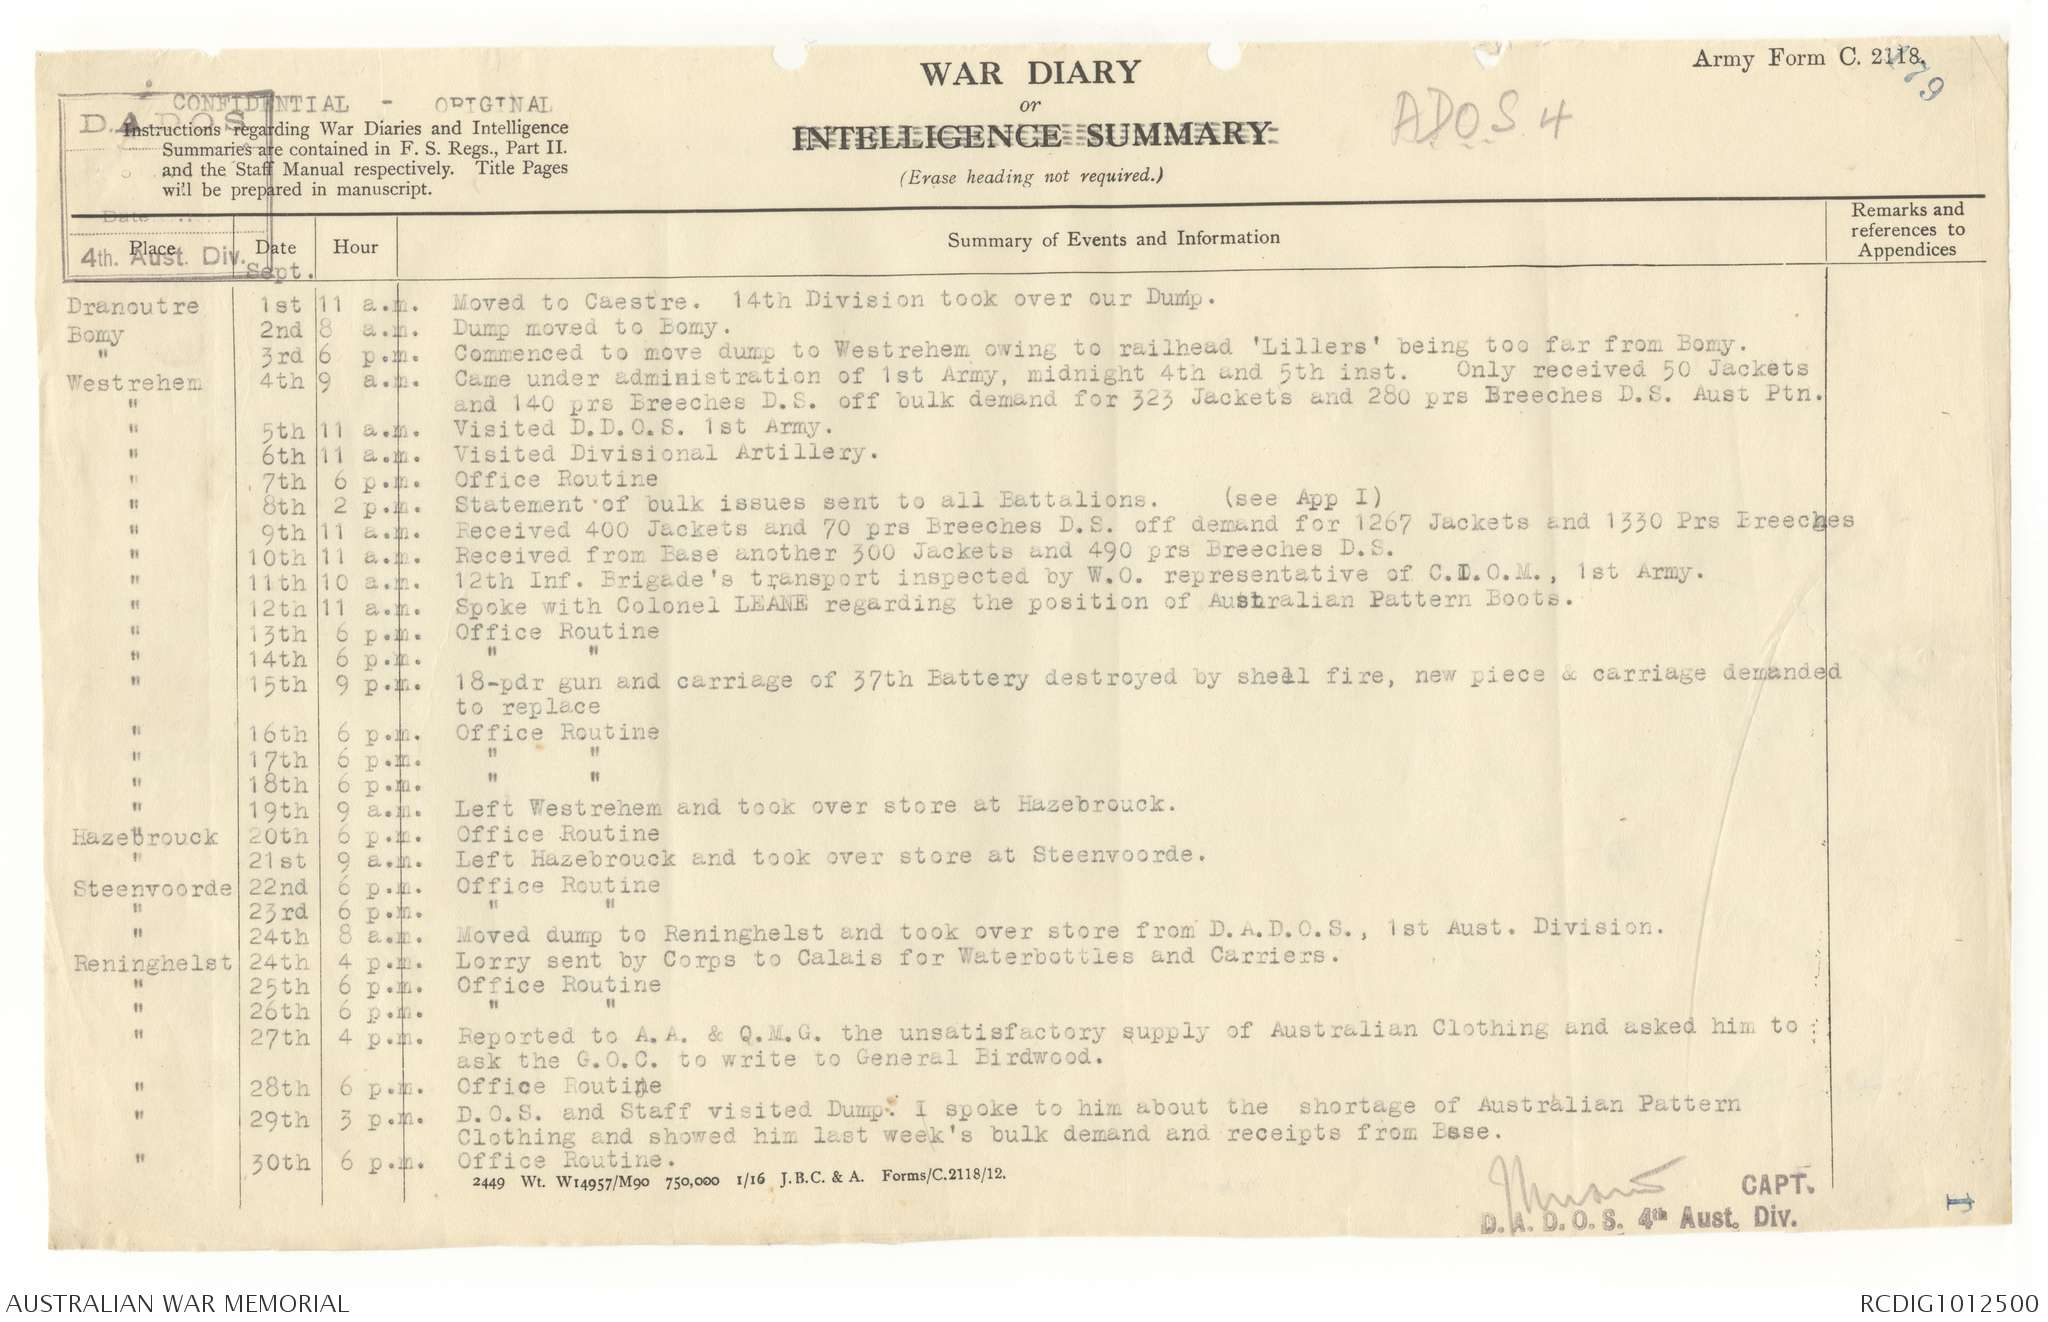 Army Form C. 2118.
179
WAR DIARY
or
INTELLIGENCE SUMMARY
(Erase heading not required.)
ADOS 4
CONFIDENTIAL - ORIGINAL
D.A.D.O.S.
Instructions regarding War Diaries and Intelligence
Summaries are contained in F. S. Regs., Part II.
and the Staff Manual respectively. Title Pages
will be prepared in manuscript.
Date
4th. Aust. Div.
Place Date Hour Summary of Events and Information Remarks and references to Appendices
Sept.
Dranoutre 1st 11 a.m. Moved to Caestre. 14th Division took over our Dump.
Bomy 2nd 8 a.m. Dump moved to Bomy.
" 3rd 6 p.m. Commenced to move dump to Westrehem owing to railhead 'Lillers' being too far from Bomy.
Westrehem 4th 9 a.m. Came under administration of 1st Army, midnight 4th and 5th inst. Only received 50 Jackets
" and 140 prs Breeches D.S. off bulk demand for 323 Jackets and 280 prs Breeches D.S. Aust Ptn.
" 5th 11 a.m. Visited D.D.O.S. 1st Army.
" 6th 11 a.m. Visited Divisional Artillery.
" 7th 6 p.m. Office Routine
" 8th 2 p.m. Statement of bulk issues sent to all Battalions. (see App I)
" 9th 11 a.m. Received 400 Jackets and 70 prs Breeches D.S. off demand for 1267 Jackets and 1330 Prs Breeches
" 10th 11 a.m. Received from Base another 300 Jackets and 490 prs Breeches D.S.
" 11th 10 a.m. 12th Inf. Brigade's transport inspected by W.O. representative of C.I.O.M., 1st Army.
" 12th 11 a.m. Spoke with Colonel LEANE regarding the position of Australian Pattern Boots.
" 13th 6 p.m. Office Routine
" 14th 6 p.m. " "
" 15th 9 p.m. 18-pdr gun and carriage of 37th Battery destroyed by shell fire, new piece & carriage demanded
to replace
" 16th 6 p.m. Office Routine
" 17th 6 p.m. " "
" 18th 6 p.m. " "
" 19th 9 a.m. Left Westrehem and took over store at Hazebrouck.
Hazebrouck 20th 6 p.m. Office Routine
" 21st 9 a.m. Left Hazebrouck and took over store at Steenvoorde.
Steenvoorde 22nd 6 p.m. Office Routine
" 23rd 6 p.m. " "
" 24th 8 a.m. Moved dump to Reninghelst and took over store from D.A.D.O.S., 1st Aust. Division.
Reninghelst 24th 4 p.m. Lorry sent by Corps to Calais for Waterbottles and Carriers.
" 25th 6 p.m. Office Routine
" 26th 6 p.m. " "
" 27th 4 p.m. Reported to A.A. & Q.M.G. the unsatisfactory supply of Australian Clothing and asked him to
ask the G.O.C. to write to General Birdwood.
" 28th 6 p.m. Office Routine
" 29th 3 p.m. D.O.S. and Staff visited Dump. I spoke to him about the shortage of Australian Pattern
Clothing and showed him last week's bulk demand and receipts from Base.
" 30th 6 p.m. Office Routine.
2449 Wt. W14957/M90 750,000 1/16 J.B.C. & A. Forms/C.2118/12.
CAPT.
D.A.D.O.S. 4th Aust. Div.
1
AUSTRALIAN WAR MEMORIAL
RCDIG1012500